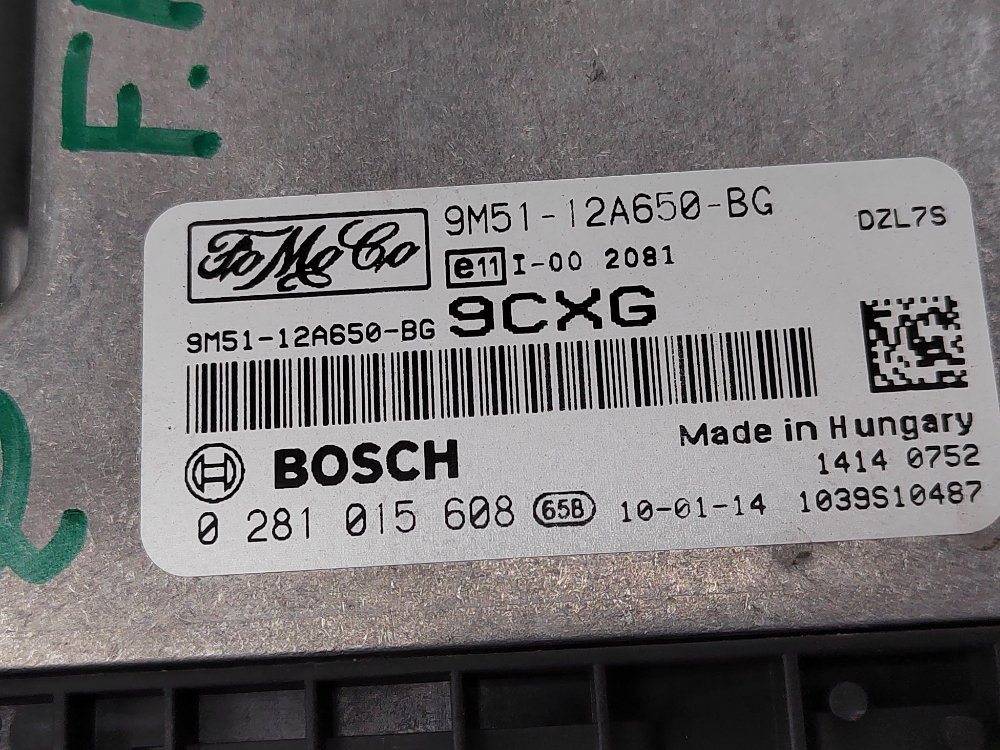 F.
FoMoCo
9M51-12A650-BG
DZL7S
e11 I-00 2081
9M51-12A650-BG 9CXG
BOSCH
Made in Hungary
1414 0752
0 281 015 608 65B 10-01-14 1039S10487